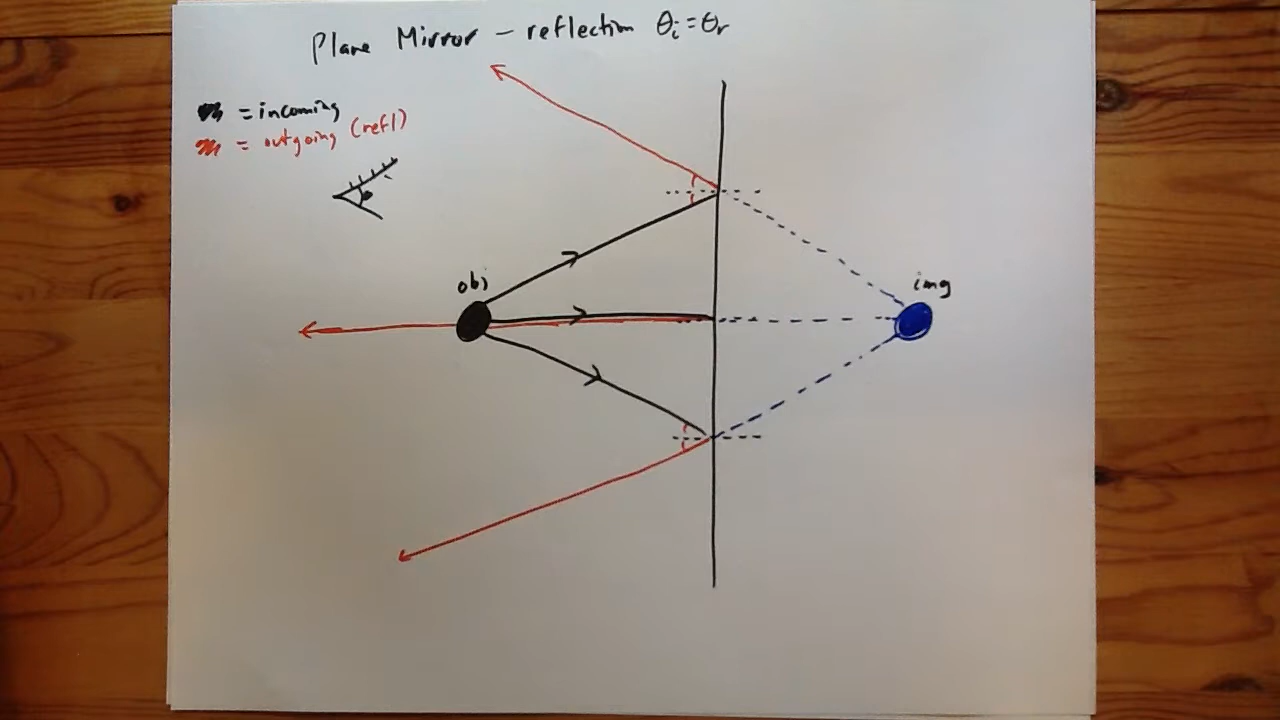 Plane Mirror - reflection θi=θr
= incoming
= outgoing (refl)
obj
img